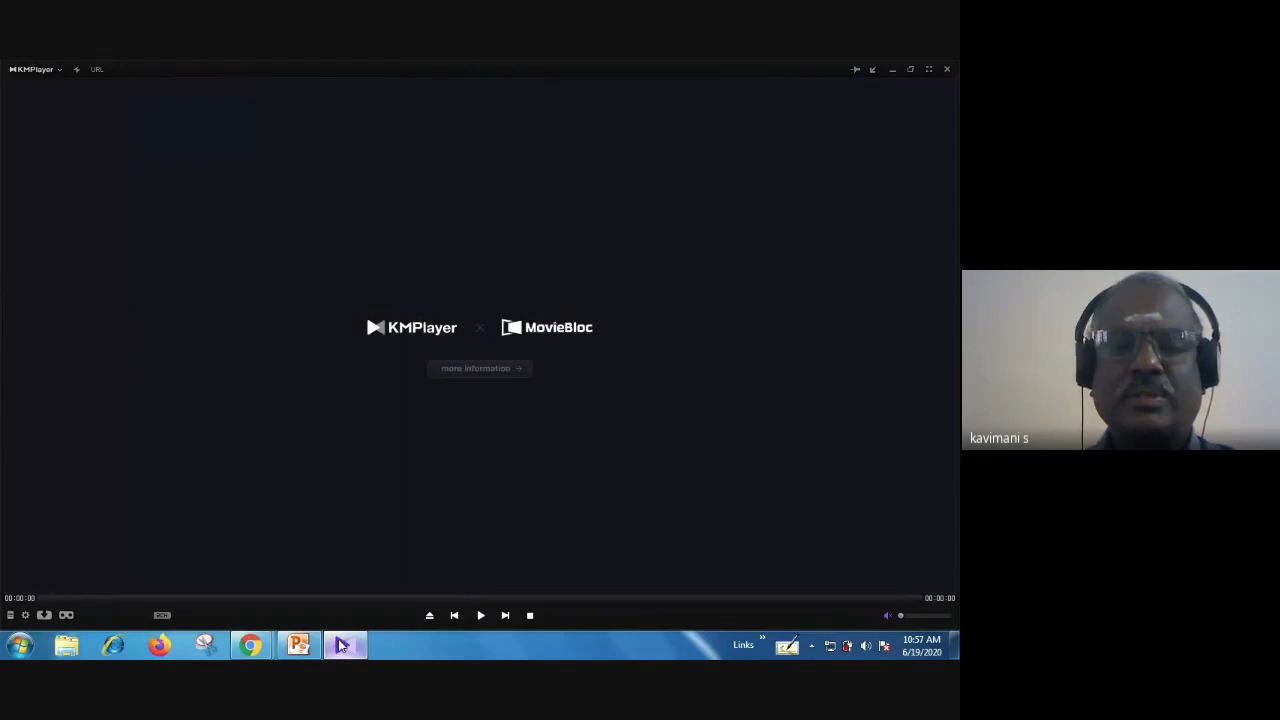 KMPlayer
URL
KMPlayer × MovieBloc
more information →
kavimani s
00:00:00
00:00:00
Links
10:57 AM
6/19/2020